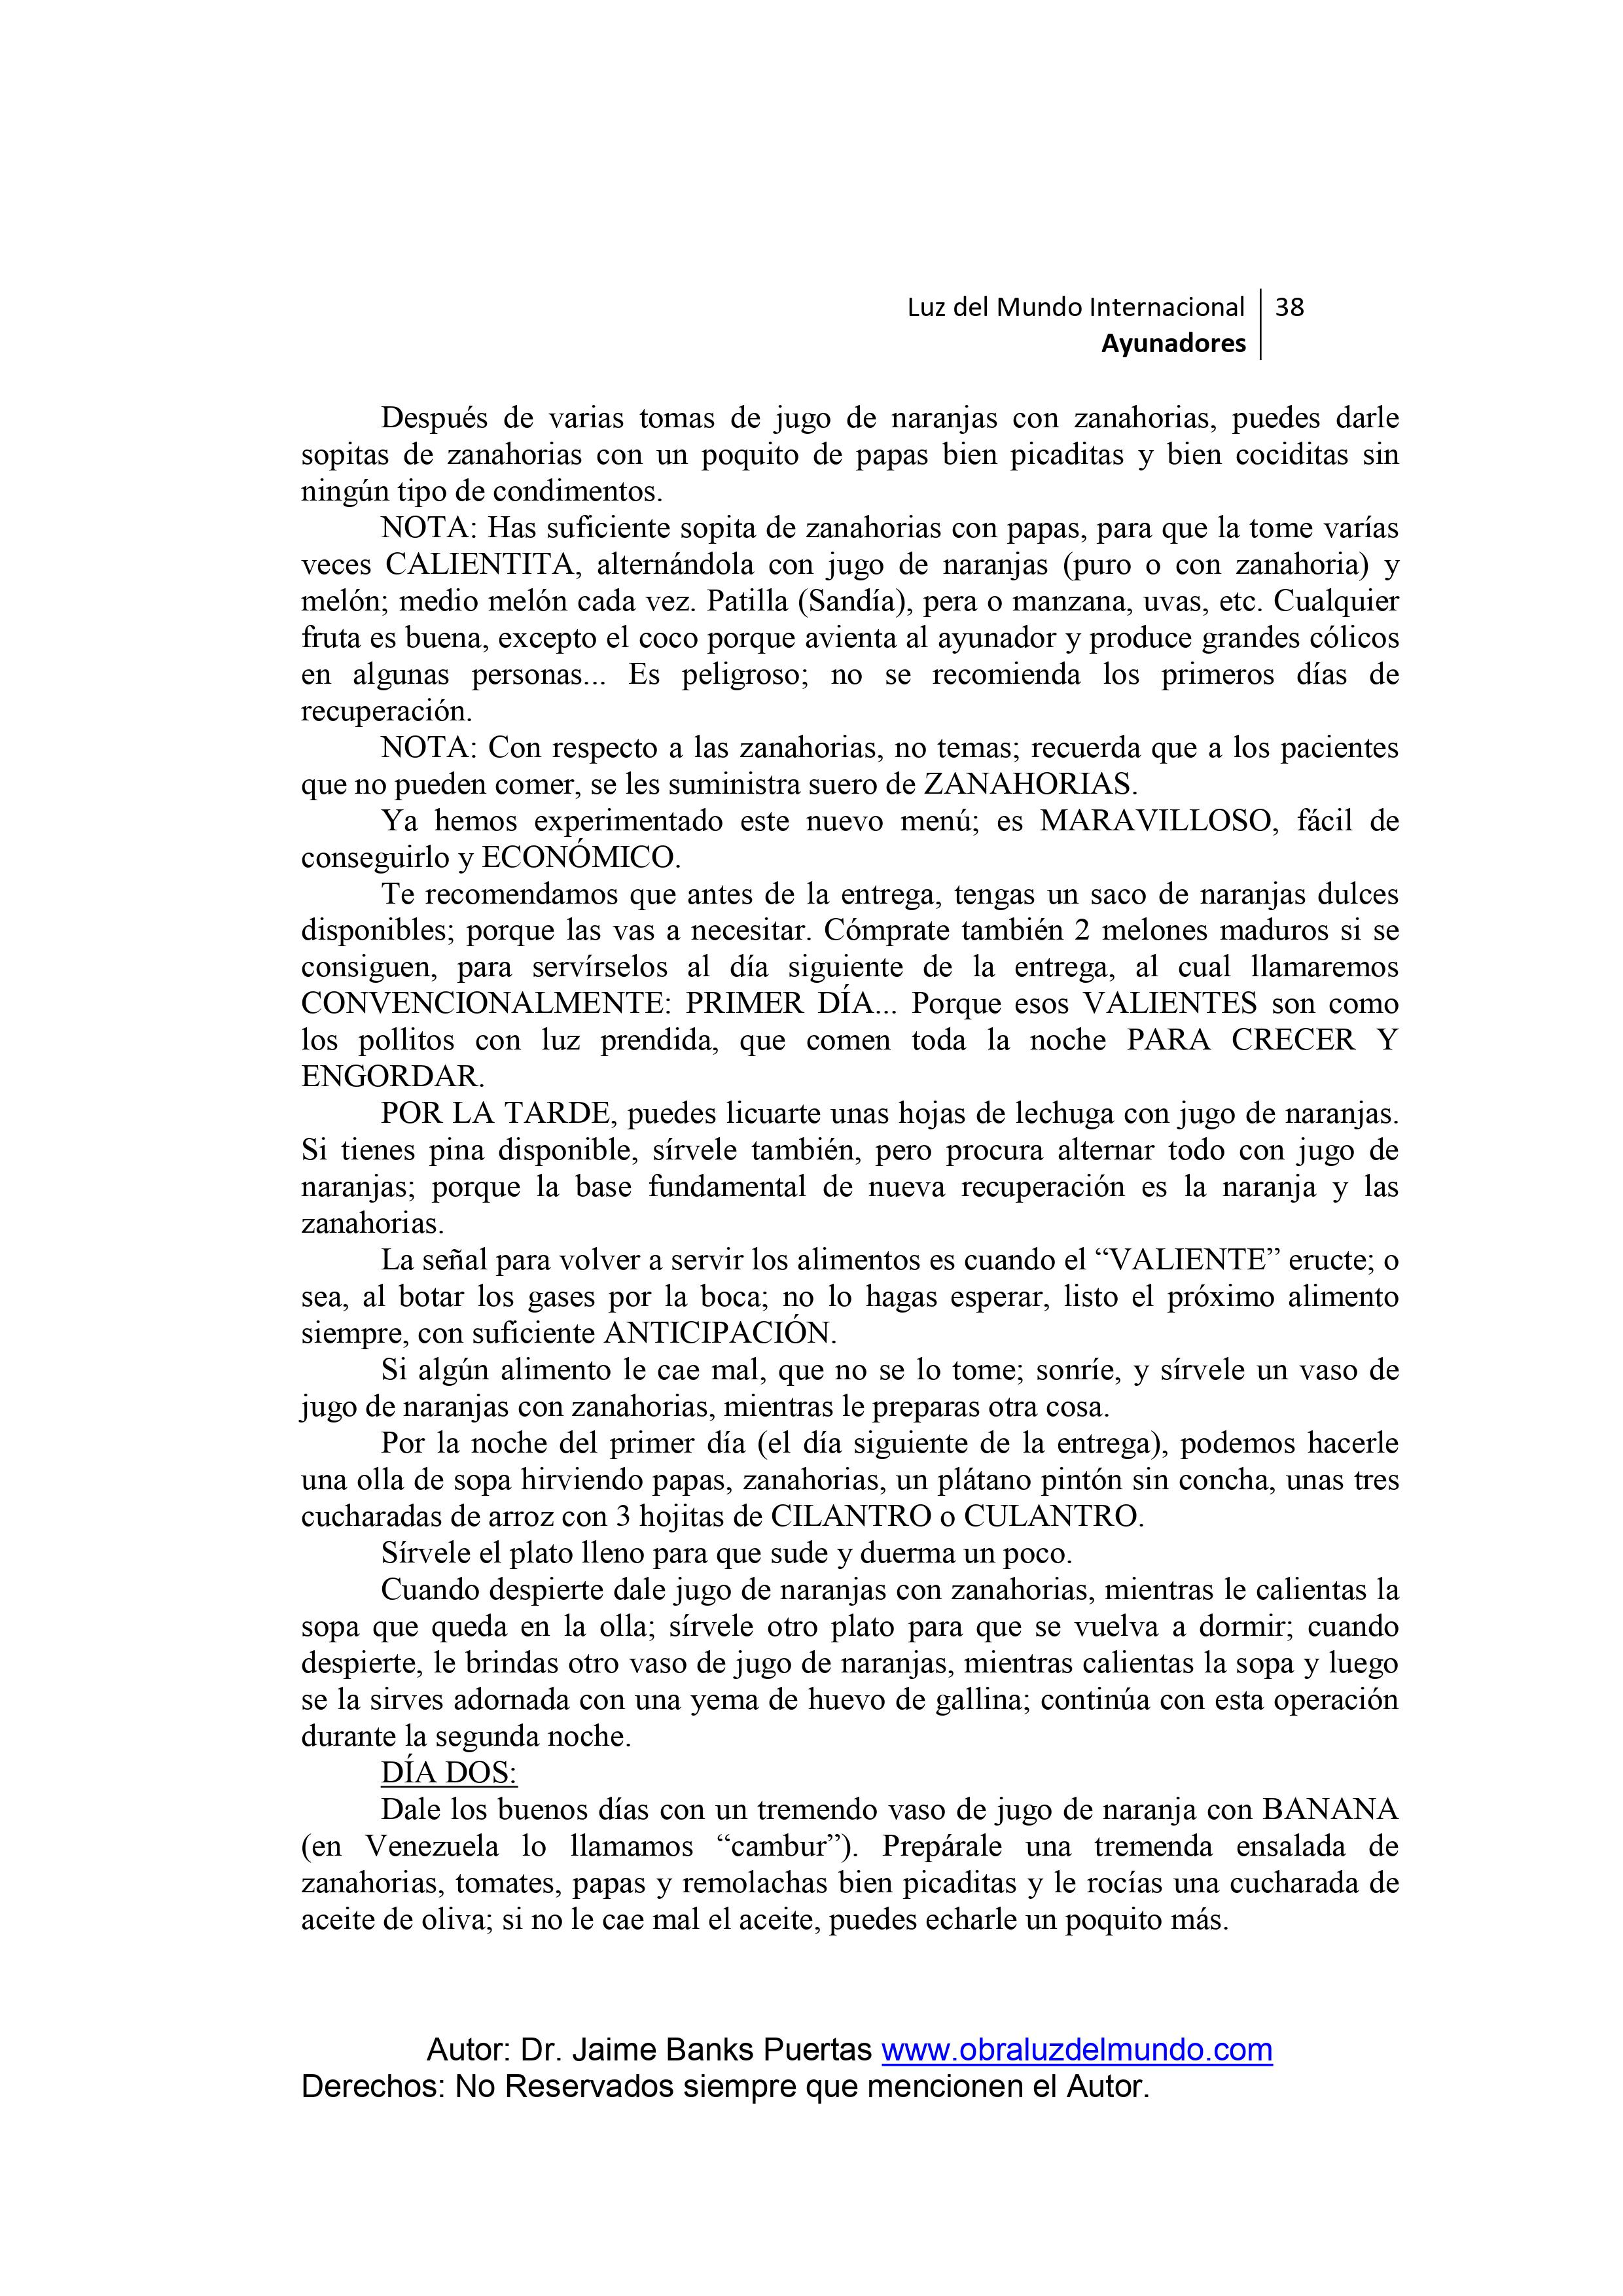 Luz del Mundo Internacional 38
Ayunadores
Después de varias tomas de jugo de naranjas con zanahorias, puedes darle
sopitas de zanahorias con un poquito de papas bien picaditas y bien cociditas sin
ningún tipo de condimentos.
NOTA: Has suficiente sopita de zanahorias con papas, para que la tome varías
veces CALIENTITA, alternándola con jugo de naranjas (puro o con zanahoria) y
melón; medio melón cada vez. Patilla (Sandía), pera o manzana, uvas, etc. Cualquier
fruta es buena, excepto el coco porque avienta al ayunador y produce grandes cólicos
en algunas personas... Es peligroso; no se recomienda los primeros días de
recuperación.
NOTA: Con respecto a las zanahorias, no temas; recuerda que a los pacientes
que no pueden comer, se les suministra suero de ZANAHORIAS.
Ya hemos experimentado este nuevo menú; es MARAVILLOSO, fácil de
conseguirlo y ECONÓMICO.
Te recomendamos que antes de la entrega, tengas un saco de naranjas dulces
disponibles; porque las vas a necesitar. Cómprate también 2 melones maduros si se
consiguen, para servírselos al día siguiente de la entrega, al cual llamaremos
CONVENCIONALMENTE: PRIMER DÍA... Porque esos VALIENTES son como
los pollitos con luz prendida, que comen toda la noche PARA CRECER Y
ENGORDAR.
POR LA TARDE, puedes licuarte unas hojas de lechuga con jugo de naranjas.
Si tienes pina disponible, sírvele también, pero procura alternar todo con jugo de
naranjas; porque la base fundamental de nueva recuperación es la naranja y las
zanahorias.
La señal para volver a servir los alimentos es cuando el “VALIENTE” eructe; o
sea, al botar los gases por la boca; no lo hagas esperar, listo el próximo alimento
siempre, con suficiente ANTICIPACIÓN.
Si algún alimento le cae mal, que no se lo tome; sonríe, y sírvele un vaso de
jugo de naranjas con zanahorias, mientras le preparas otra cosa.
Por la noche del primer día (el día siguiente de la entrega), podemos hacerle
una olla de sopa hirviendo papas, zanahorias, un plátano pintón sin concha, unas tres
cucharadas de arroz con 3 hojitas de CILANTRO o CULANTRO.
Sírvele el plato lleno para que sude y duerma un poco.
Cuando despierte dale jugo de naranjas con zanahorias, mientras le calientas la
sopa que queda en la olla; sírvele otro plato para que se vuelva a dormir; cuando
despierte, le brindas otro vaso de jugo de naranjas, mientras calientas la sopa y luego
se la sirves adornada con una yema de huevo de gallina; continúa con esta operación
durante la segunda noche.
DÍA DOS:
Dale los buenos días con un tremendo vaso de jugo de naranja con BANANA
(en Venezuela lo llamamos “cambur”). Prepárale una tremenda ensalada de
zanahorias, tomates, papas y remolachas bien picaditas y le rocías una cucharada de
aceite de oliva; si no le cae mal el aceite, puedes echarle un poquito más.
Autor: Dr. Jaime Banks Puertas www.obraluzdelmundo.com
Derechos: No Reservados siempre que mencionen el Autor.